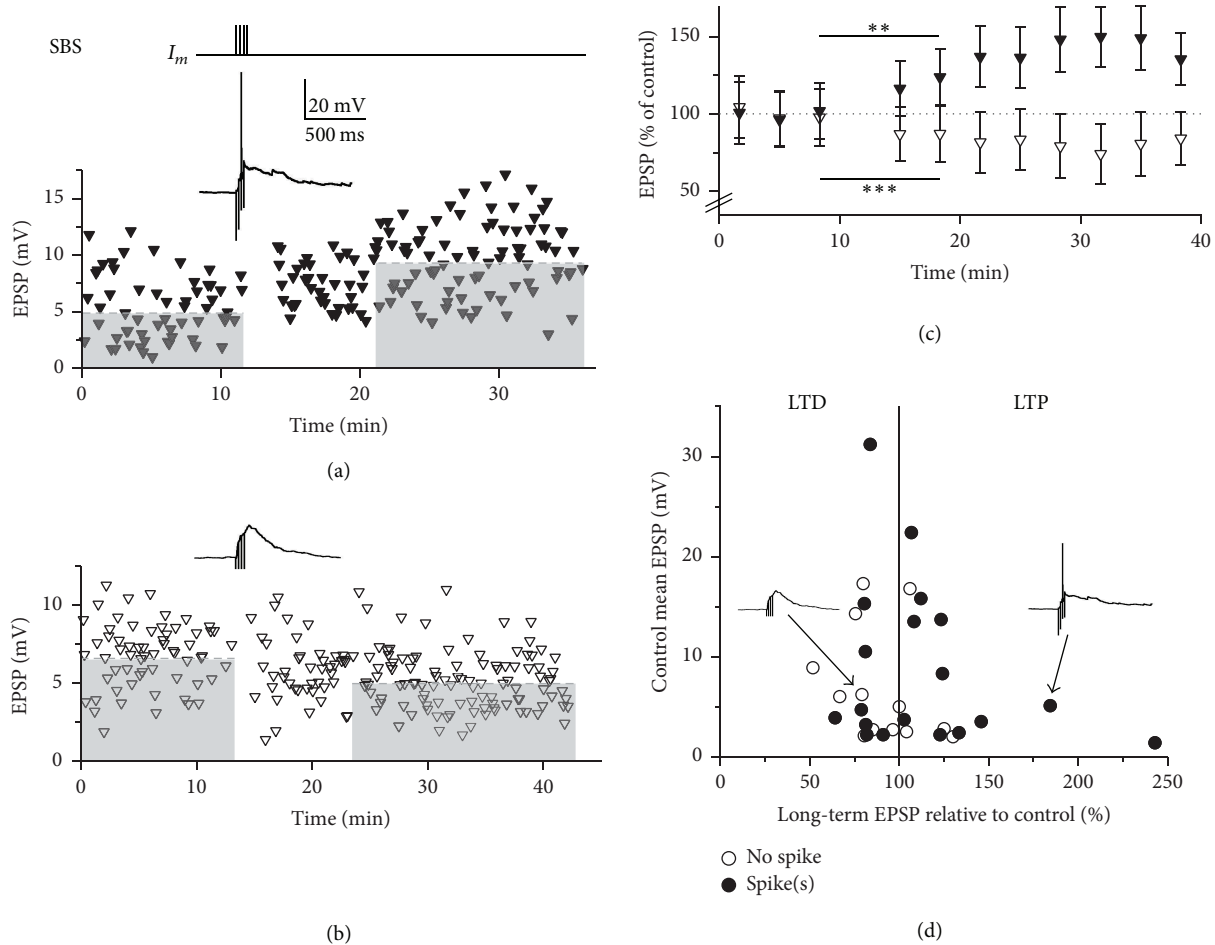 SBS
I_m
20 mV
500 ms
15
10
5
0
EPSP (mV)
0
10
20
30
Time (min)
(a)
10
5
0
EPSP (mV)
0
10
20
30
40
Time (min)
(b)
150
100
50
EPSP (% of control)
**
***
0
10
20
30
40
Time (min)
(c)
LTD
LTP
30
20
10
0
Control mean EPSP (mV)
0
50
100
150
200
250
Long-term EPSP relative to control (%)
No spike
Spike(s)
(d)